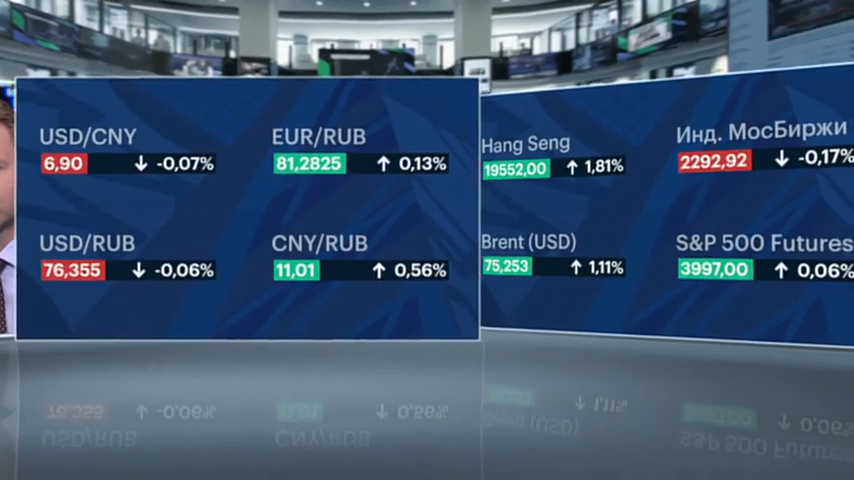 USD/CNY
6,90 ↓ -0,07%
EUR/RUB
81,2825 ↑ 0,13%
USD/RUB
76,355 ↓ -0,06%
CNY/RUB
11,01 ↑ 0,56%
Hang Seng
19552,00 ↑ 1,81%
Инд. МосБиржи
2292,92 ↓ -0,17%
Brent (USD)
75,253 ↑ 1,11%
S&P 500 Futures
3997,00 ↑ 0,06%